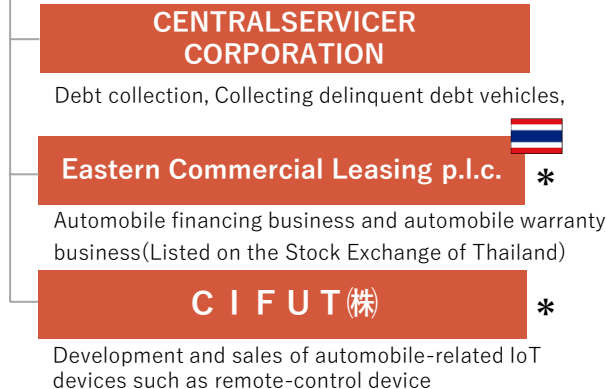 CENTRALSERVICER
CORPORATION
Debt collection, Collecting delinquent debt vehicles,
Eastern Commercial Leasing p.l.c.
*
Automobile financing business and automobile warranty
business(Listed on the Stock Exchange of Thailand)
ＣＩＦＵＴ㈱
*
Development and sales of automobile-related IoT
devices such as remote-control device